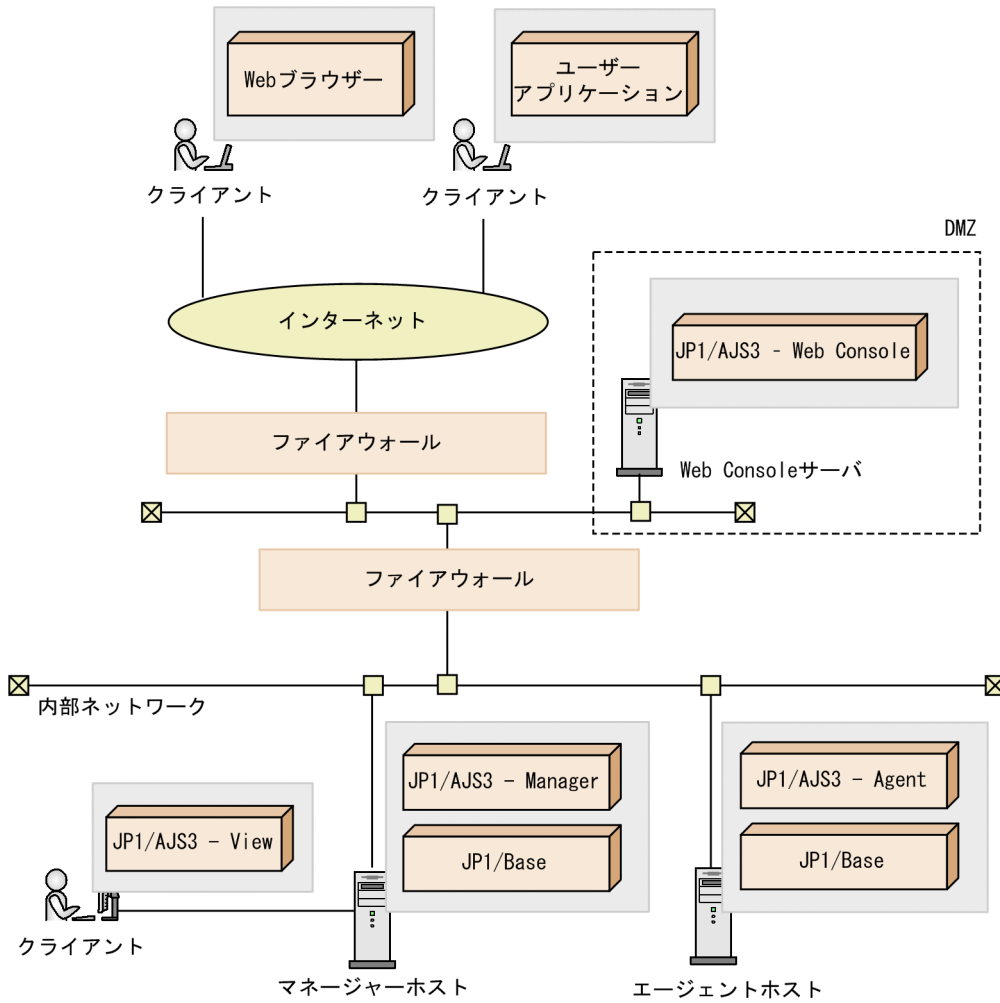 Webブラウザー
ユーザー
アプリケーション
クライアント
クライアント
DMZ
インターネット
JP1/AJS3 - Web Console
ファイアウォール
Web Consoleサーバ
ファイアウォール
内部ネットワーク
JP1/AJS3 - Manager
JP1/AJS3 - Agent
JP1/AJS3 - View
JP1/Base
JP1/Base
クライアント
マネージャーホスト
エージェントホスト